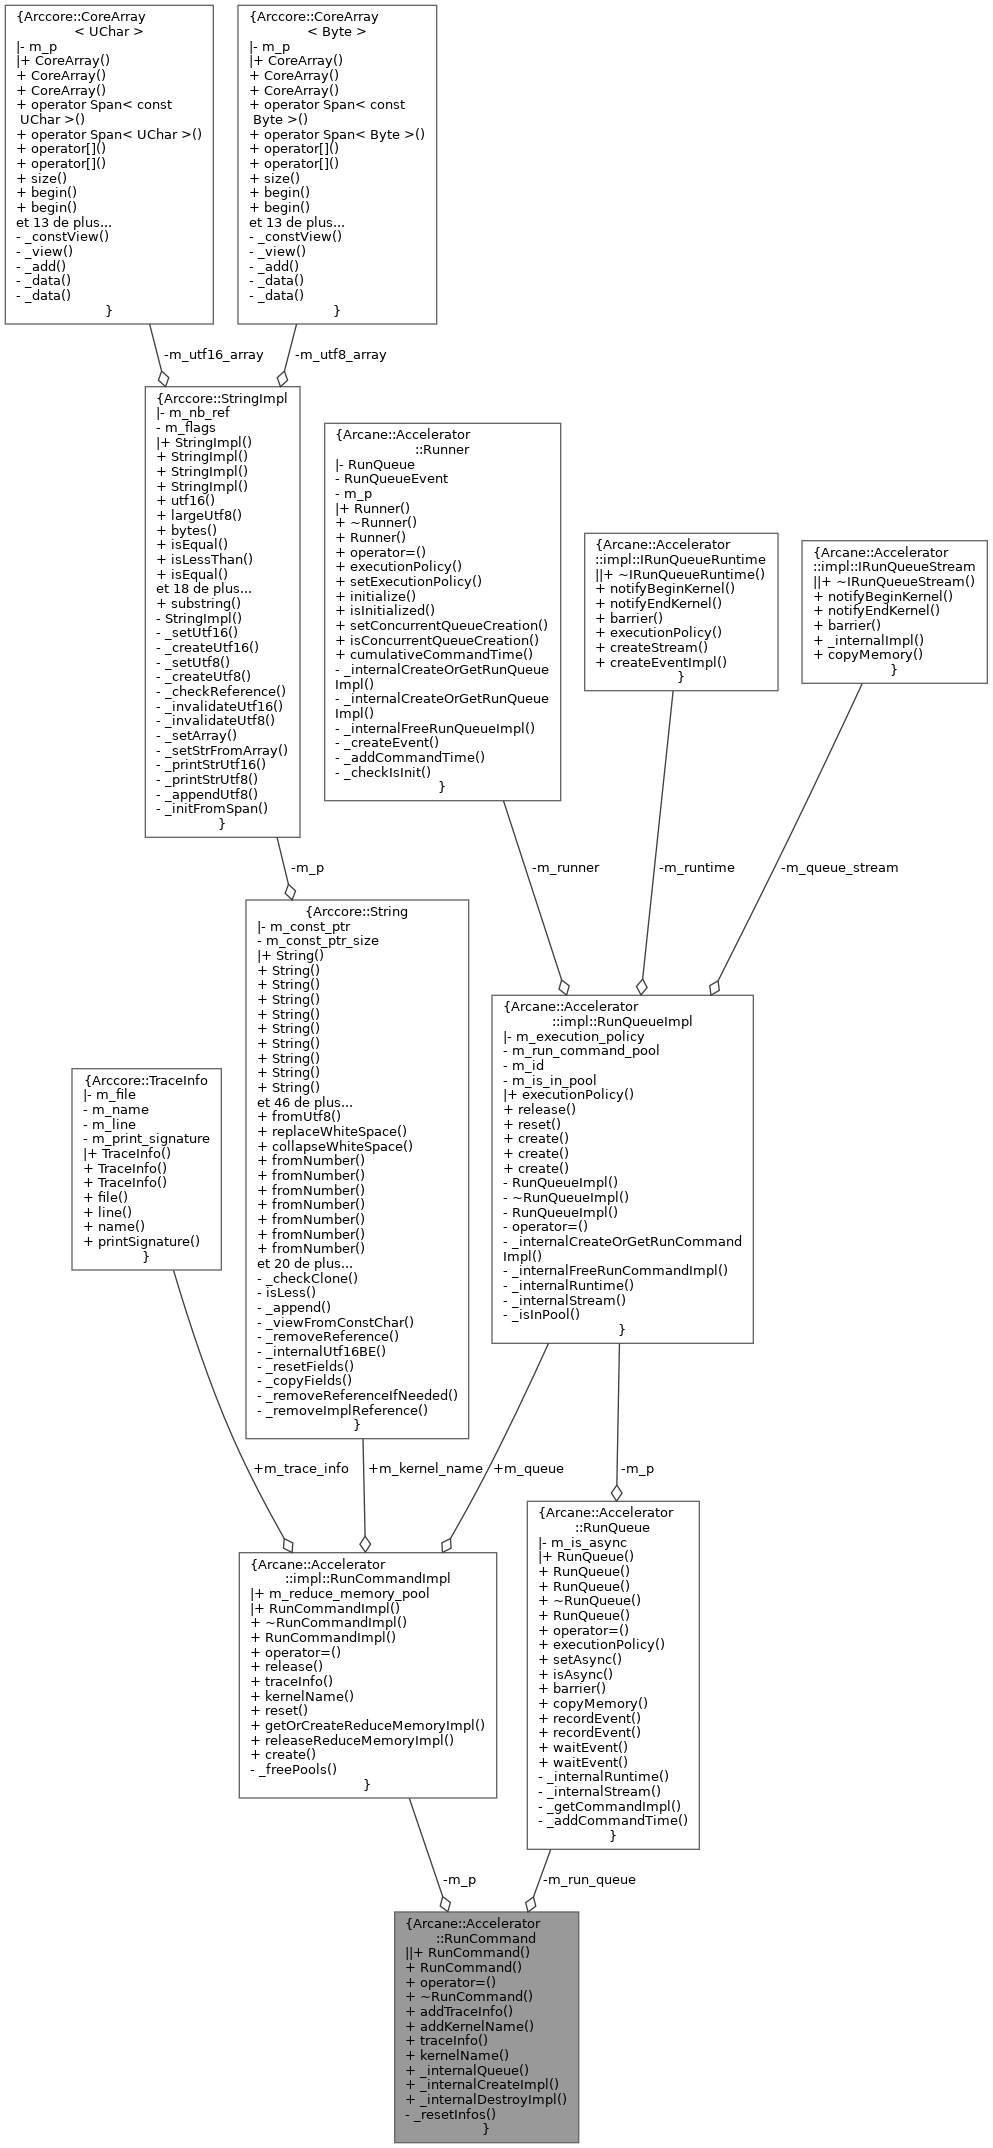 {Arccore::CoreArray
< UChar >
|- m_p
|+ CoreArray()
+ CoreArray()
+ CoreArray()
+ operator Span< const
UChar >()
+ operator Span< UChar >()
+ operator[]()
+ operator[]()
+ size()
+ begin()
+ begin()
et 13 de plus...
- _constView()
- _view()
- _add()
- _data()
- _data()
}
{Arccore::CoreArray
< Byte >
|- m_p
|+ CoreArray()
+ CoreArray()
+ CoreArray()
+ operator Span< const
Byte >()
+ operator Span< Byte >()
+ operator[]()
+ operator[]()
+ size()
+ begin()
+ begin()
et 13 de plus...
- _constView()
- _view()
- _add()
- _data()
- _data()
}
-m_utf16_array
-m_utf8_array
{Arccore::StringImpl
|- m_nb_ref
- m_flags
|+ StringImpl()
+ StringImpl()
+ StringImpl()
+ StringImpl()
+ utf16()
+ largeUtf8()
+ bytes()
+ isEqual()
+ isLessThan()
+ isEqual()
et 18 de plus...
+ substring()
- StringImpl()
- _setUtf16()
- _createUtf16()
- _setUtf8()
- _createUtf8()
- _checkReference()
- _invalidateUtf16()
- _invalidateUtf8()
- _setArray()
- _setStrFromArray()
- _printStrUtf16()
- _printStrUtf8()
- _appendUtf8()
- _initFromSpan()
}
{Arcane::Accelerator
::Runner
|- RunQueue
- RunQueueEvent
- m_p
|+ Runner()
+ ~Runner()
+ Runner()
+ operator=()
+ executionPolicy()
+ setExecutionPolicy()
+ initialize()
+ isInitialized()
+ setConcurrentQueueCreation()
+ isConcurrentQueueCreation()
+ cumulativeCommandTime()
- _internalCreateOrGetRunQueue
Impl()
- _internalCreateOrGetRunQueue
Impl()
- _internalFreeRunQueueImpl()
- _createEvent()
- _addCommandTime()
- _checkIsInit()
}
{Arcane::Accelerator
::impl::IRunQueueRuntime
||+ ~IRunQueueRuntime()
+ notifyBeginKernel()
+ notifyEndKernel()
+ barrier()
+ executionPolicy()
+ createStream()
+ createEventImpl()
}
{Arcane::Accelerator
::impl::IRunQueueStream
||+ ~IRunQueueStream()
+ notifyBeginKernel()
+ notifyEndKernel()
+ barrier()
+ _internalImpl()
+ copyMemory()
}
-m_p
-m_runner
-m_runtime
-m_queue_stream
{Arccore::String
|- m_const_ptr
- m_const_ptr_size
|+ String()
+ String()
+ String()
+ String()
+ String()
+ String()
+ String()
+ String()
+ String()
+ String()
et 46 de plus...
+ fromUtf8()
+ replaceWhiteSpace()
+ collapseWhiteSpace()
+ fromNumber()
+ fromNumber()
+ fromNumber()
+ fromNumber()
+ fromNumber()
+ fromNumber()
+ fromNumber()
et 20 de plus...
- _checkClone()
- isLess()
- _append()
- _viewFromConstChar()
- _removeReference()
- _internalUtf16BE()
- _resetFields()
- _copyFields()
- _removeReferenceIfNeeded()
- _removeImplReference()
}
{Arcane::Accelerator
::impl::RunQueueImpl
|- m_execution_policy
- m_run_command_pool
- m_id
- m_is_in_pool
|+ executionPolicy()
+ release()
+ reset()
+ create()
+ create()
+ create()
- RunQueueImpl()
- ~RunQueueImpl()
- RunQueueImpl()
- operator=()
- _internalCreateOrGetRunCommand
Impl()
- _internalFreeRunCommandImpl()
- _internalRuntime()
- _internalStream()
- _isInPool()
}
{Arccore::TraceInfo
|- m_file
- m_name
- m_line
- m_print_signature
|+ TraceInfo()
+ TraceInfo()
+ TraceInfo()
+ file()
+ line()
+ name()
+ printSignature()
}
+m_trace_info
+m_kernel_name
+m_queue
-m_p
{Arcane::Accelerator
::impl::RunCommandImpl
|+ m_reduce_memory_pool
|+ RunCommandImpl()
+ ~RunCommandImpl()
+ RunCommandImpl()
+ operator=()
+ release()
+ traceInfo()
+ kernelName()
+ reset()
+ getOrCreateReduceMemoryImpl()
+ releaseReduceMemoryImpl()
+ create()
- _freePools()
}
{Arcane::Accelerator
::RunQueue
|- m_is_async
|+ RunQueue()
+ RunQueue()
+ RunQueue()
+ ~RunQueue()
+ RunQueue()
+ operator=()
+ executionPolicy()
+ setAsync()
+ isAsync()
+ barrier()
+ copyMemory()
+ recordEvent()
+ recordEvent()
+ waitEvent()
+ waitEvent()
- _internalRuntime()
- _internalStream()
- _getCommandImpl()
- _addCommandTime()
}
-m_p
-m_run_queue
{Arcane::Accelerator
::RunCommand
||+ RunCommand()
+ RunCommand()
+ operator=()
+ ~RunCommand()
+ addTraceInfo()
+ addKernelName()
+ traceInfo()
+ kernelName()
+ _internalQueue()
+ _internalCreateImpl()
+ _internalDestroyImpl()
- _resetInfos()
}